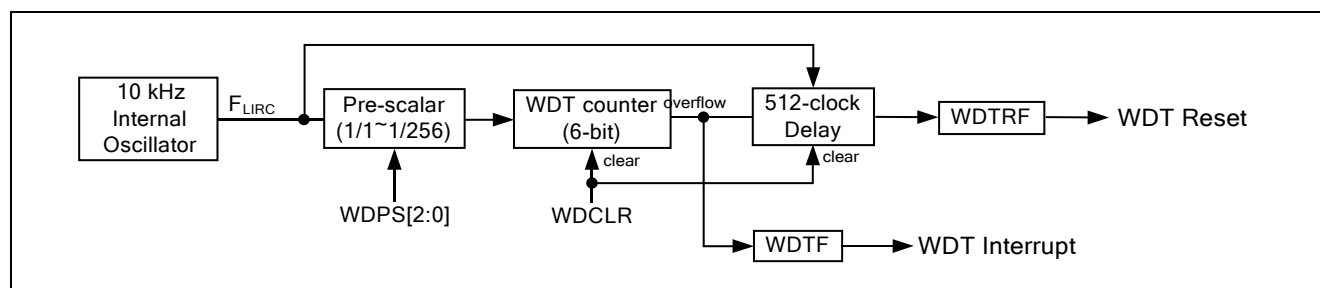 10 kHz
Internal
Oscillator
FLIRC
Pre-scalar
(1/1~1/256)
WDPS[2:0]
WDT counter
(6-bit)
clear
WDCLR
overflow
512-clock
Delay
clear
WDTRF
WDT Reset
WDTF
WDT Interrupt